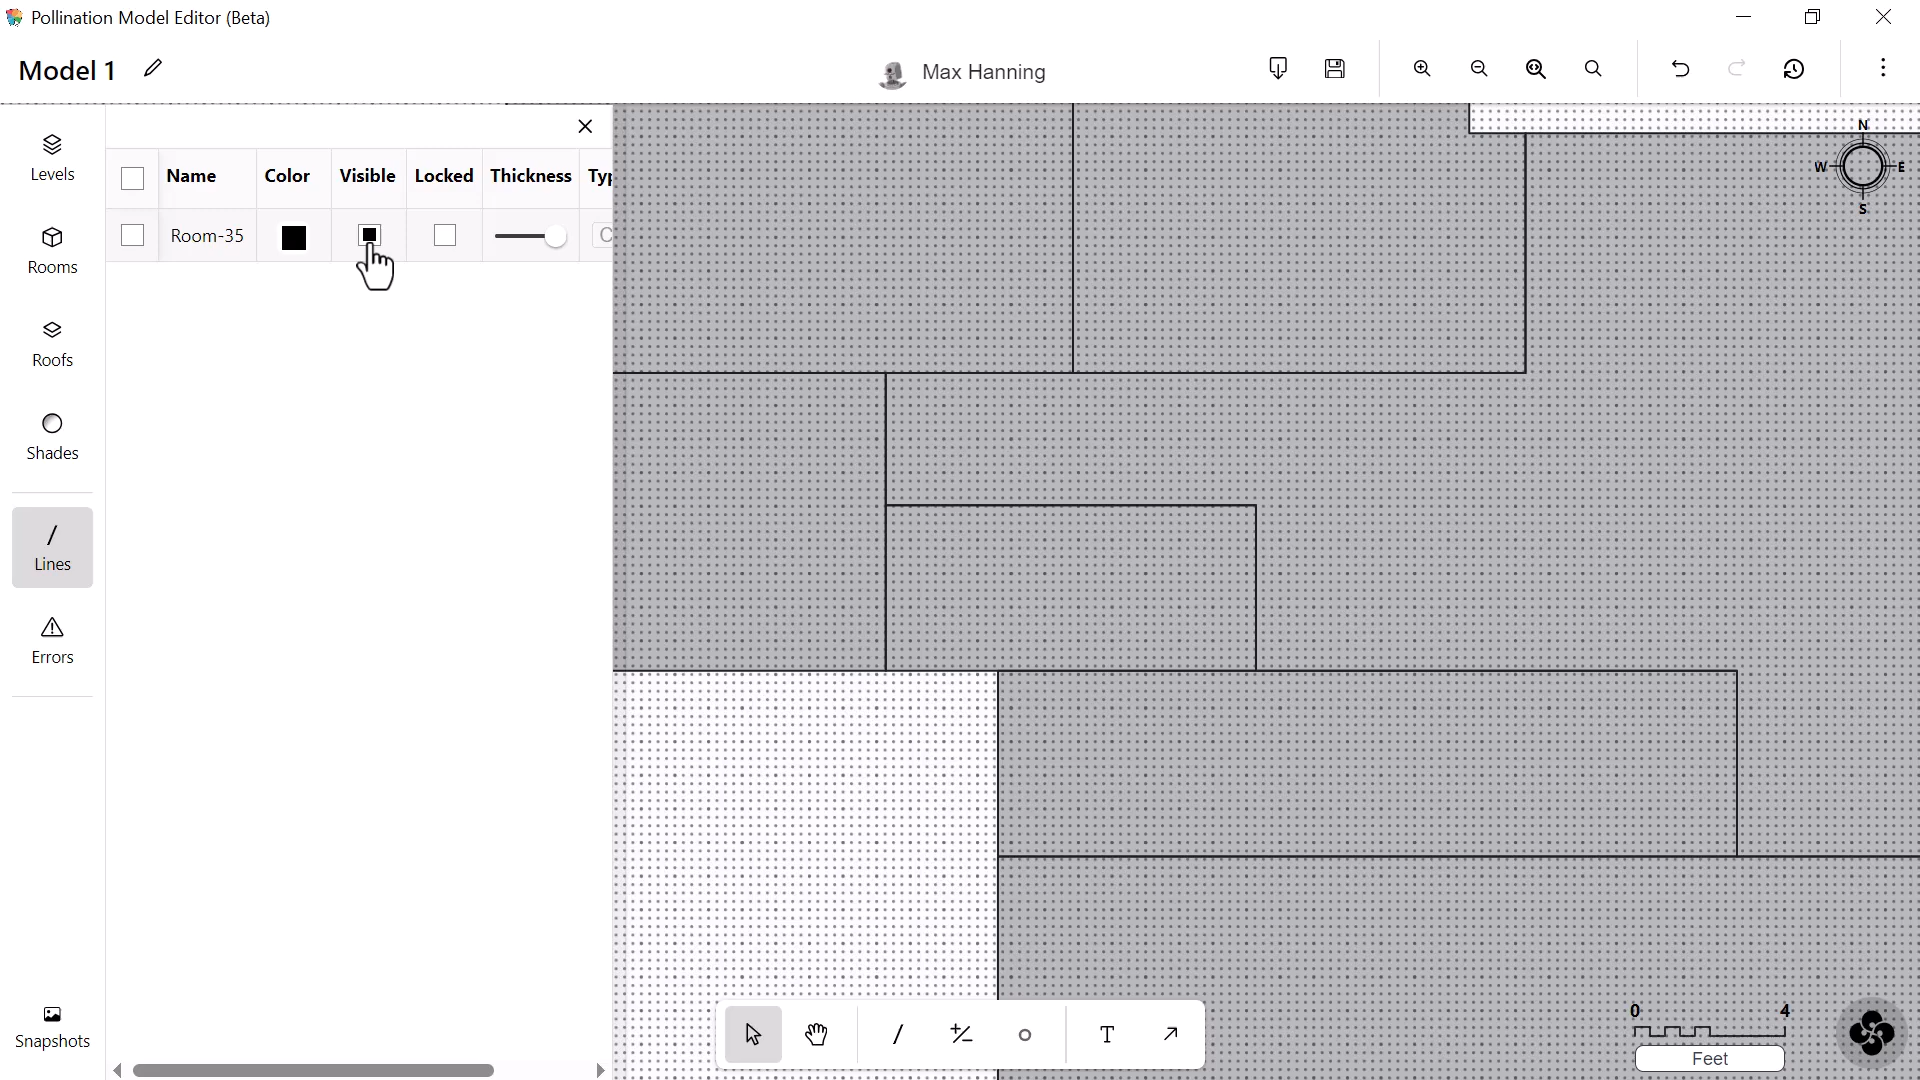 Pollination Model Editor (Beta)
Model 1
Max Hanning
Levels
Rooms
Roofs
Shades
Lines
Errors
Snapshots
Name Color Visible Locked Thickness Typ
Room-35 C
N
W E
S
T
0 4
Feet